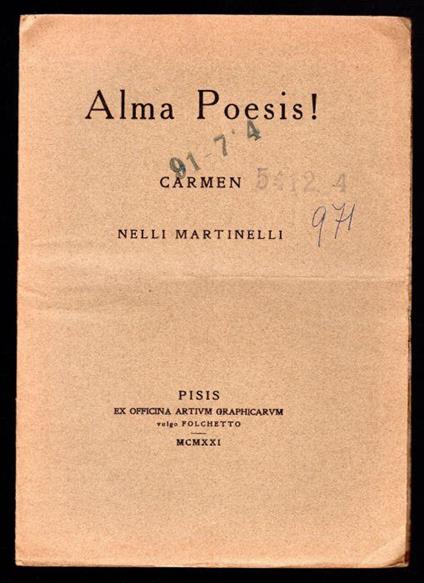 Alma Poesis!
91-7'4
CARMEN
5412 4
971
NELLI MARTINELLI
PISIS
EX OFFICINA ARTIVM GRAPHICARVM
vulgo FOLCHETTO
MCMXXI